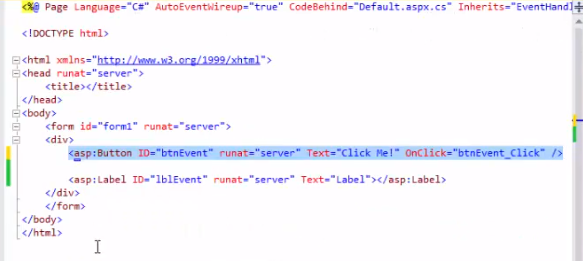 <%@ Page Language="C#" AutoEventWireup="true" CodeBehind="Default.aspx.cs" Inherits="EventHandl
<!DOCTYPE html>
<html xmlns="http://www.w3.org/1999/xhtml">
<head runat="server">
<title></title>
</head>
<body>
<form id="form1" runat="server">
<div>
<asp:Button ID="btnEvent" runat="server" Text="Click Me!" OnClick="btnEvent_Click" />
<asp:Label ID="lblEvent" runat="server" Text="Label"></asp:Label>
</div>
</form>
</body>
</html>